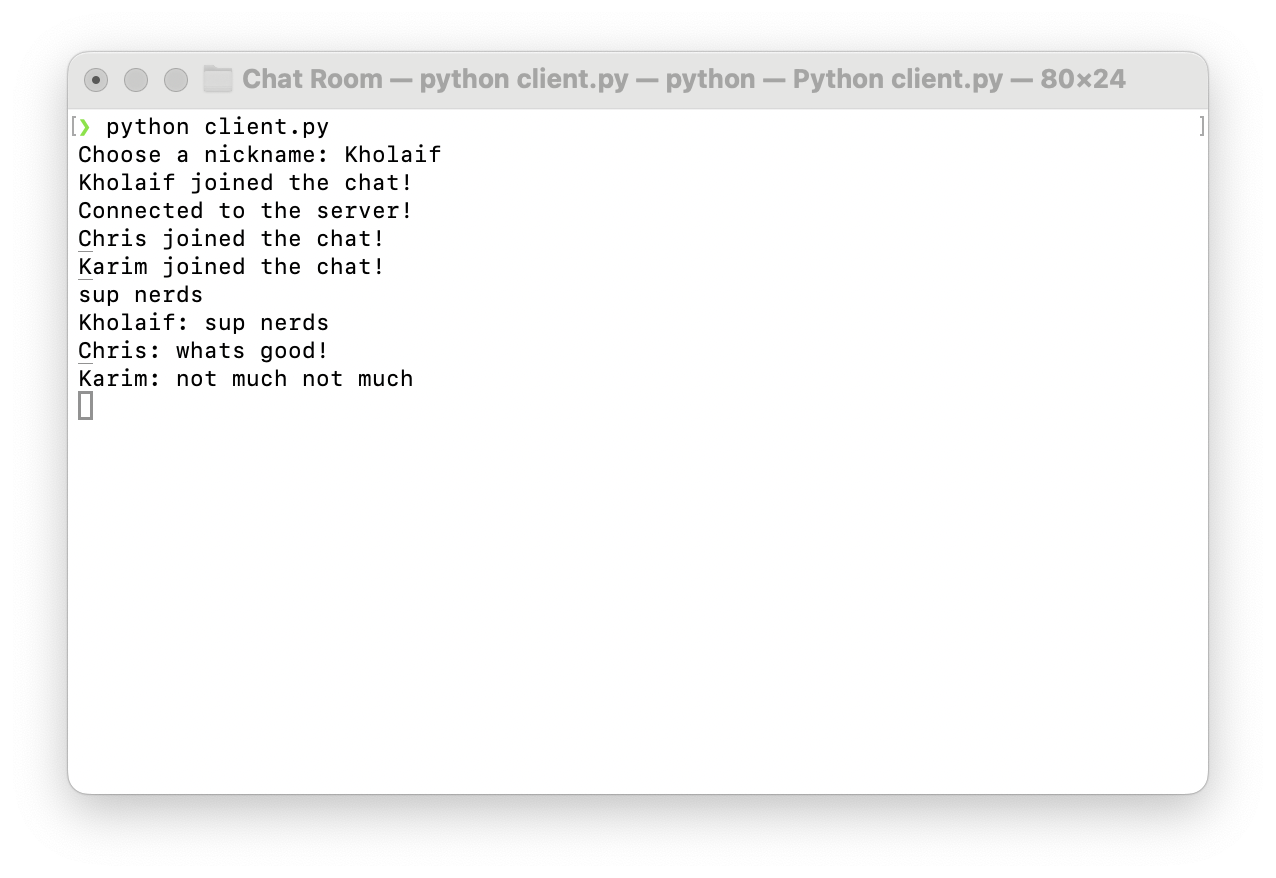 Chat Room — python client.py — python — Python client.py — 80×24
[❯ python client.py ]
Choose a nickname: Kholaif
Kholaif joined the chat!
Connected to the server!
Chris joined the chat!
Karim joined the chat!
sup nerds
Kholaif: sup nerds
Chris: whats good!
Karim: not much not much